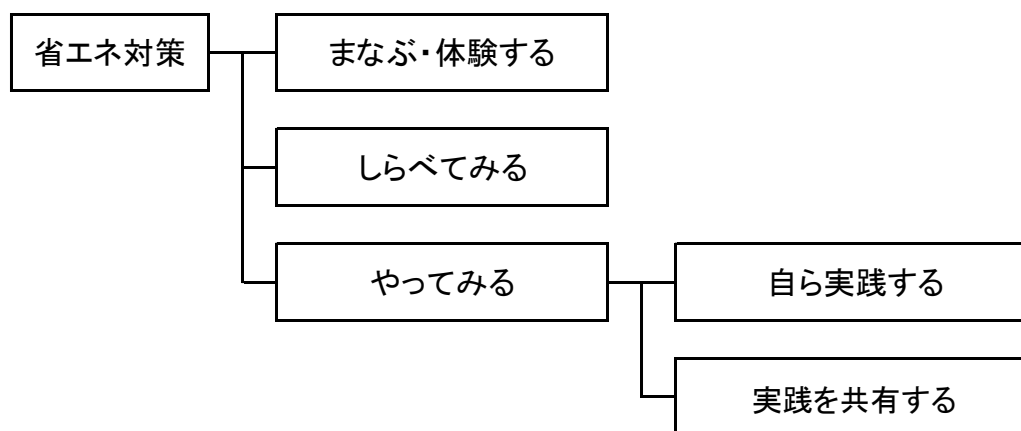 省エネ対策
まなぶ・体験する
しらべてみる
やってみる
自ら実践する
実践を共有する